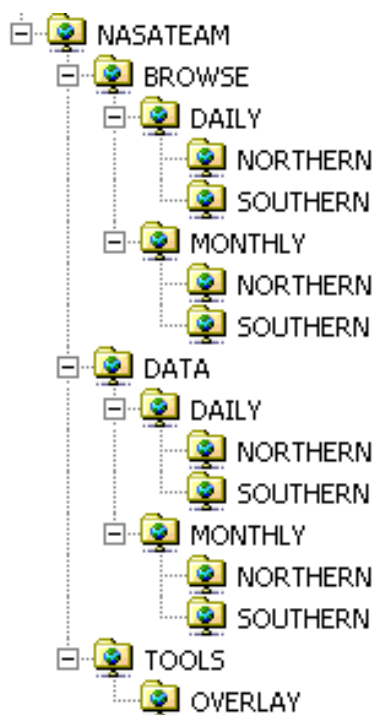 NASATEAM
BROWSE
DAILY
NORTHERN
SOUTHERN
MONTHLY
NORTHERN
SOUTHERN
DATA
DAILY
NORTHERN
SOUTHERN
MONTHLY
NORTHERN
SOUTHERN
TOOLS
OVERLAY